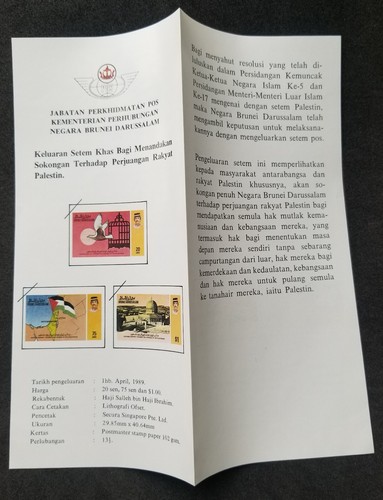 JABATAN PERKHIDMATAN POS
KEMENTERIAN PERHUBUNGAN
NEGARA BRUNEI DARUSSALAM
Keluaran Setem Khas Bagi Menandakan
Sokongan Terhadap Perjuangan Rakyat
Palestin.
Tarikh pengeluaran : 1hb. April, 1989.
Harga : 20 sen, 75 sen dan $1.00.
Rekabentuk : Haji Salleh bin Haji Ibrahim.
Cara Cetakan : Lithografi Ofset.
Pencetak : Secura Singapore Pte. Ltd.
Ukuran : 29.85mm x 40.64mm
Kertas : Postmaster stamp paper 102 gsm.
Perlubangan : 13½.
Bagi menyahut resolusi yang telah di-
luluskan dalam Persidangan Kemuncak
Ketua-Ketua Negara Islam Ke-5 dan
Persidangan Menteri-Menteri Luar Islam
Ke-17 mengenai dengan setem Palestin,
maka Negara Brunei Darussalam telah
mengambil keputusan untuk melaksana-
kannya dengan mengeluarkan setem pos.
Pengeluaran setem ini memperlihatkan
kepada masyarakat antarabangsa dan
rakyat Palestin khususnya, akan so-
kongan penuh Negara Brunei Darussalam
terhadap perjuangan rakyat Palestin bagi
mendapatkan semula hak mutlak kema-
nusiaan dan kebangsaan mereka, yang
termasuk hak bagi menentukan masa
depan mereka sendiri tanpa sebarang
campurtangan dari luar, hak mereka bagi
kemerdekaan dan kedaulatan, kebangsaan
dan hak mereka untuk pulang semula
ke tanahair mereka, iaitu Palestin.